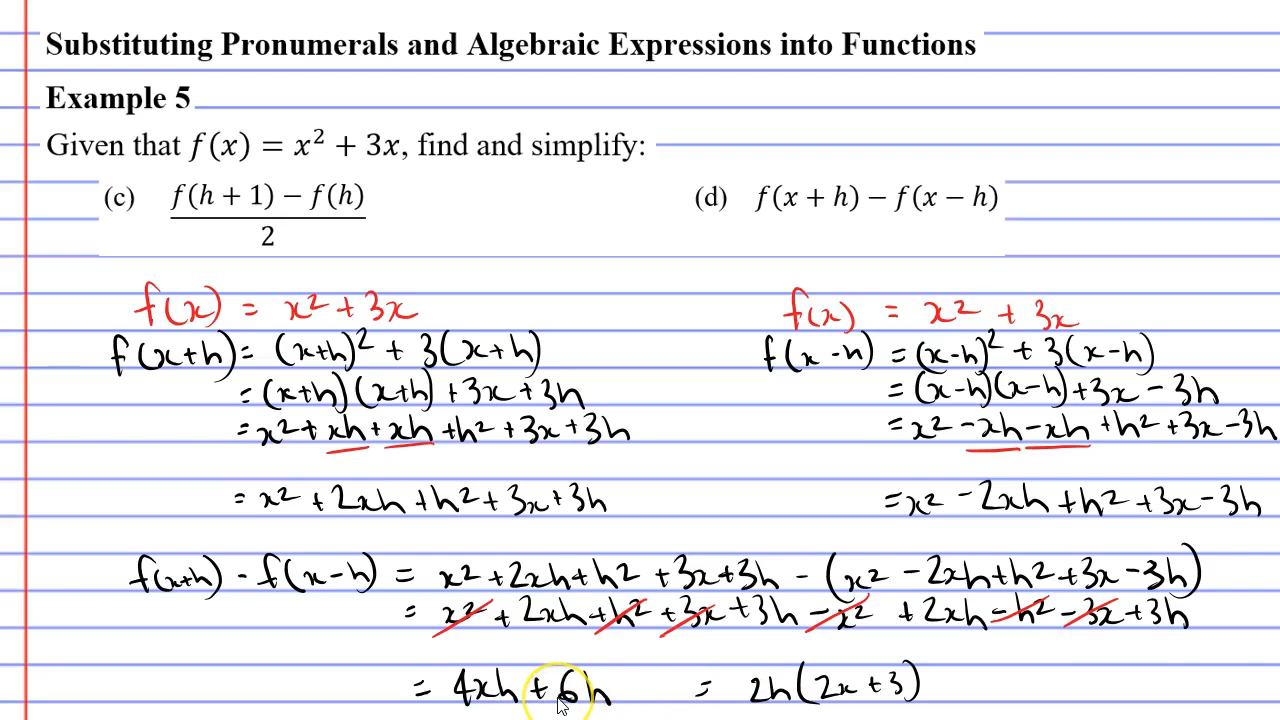 Substituting Pronumerals and Algebraic Expressions into Functions
Example 5
Given that f(x) = x² + 3x, find and simplify:
(c) f(h + 1) − f(h) / 2
(d) f(x + h) − f(x − h)
f(x) = x² + 3x
f(x+h) = (x+h)² + 3(x+h)
= (x+h)(x+h) + 3x + 3h
= x² + xh + xh + h² + 3x + 3h
= x² + 2xh + h² + 3x + 3h
f(x) = x² + 3x
f(x-h) = (x-h)² + 3(x-h)
= (x-h)(x-h) + 3x - 3h
= x² - xh - xh + h² + 3x - 3h
= x² - 2xh + h² + 3x - 3h
f(x+h) - f(x-h) = x² + 2xh + h² + 3x + 3h - (x² - 2xh + h² + 3x - 3h)
= x² + 2xh + h² + 3x + 3h - x² + 2xh - h² - 3x + 3h
= 4xh + 6h = 2h(2x + 3)